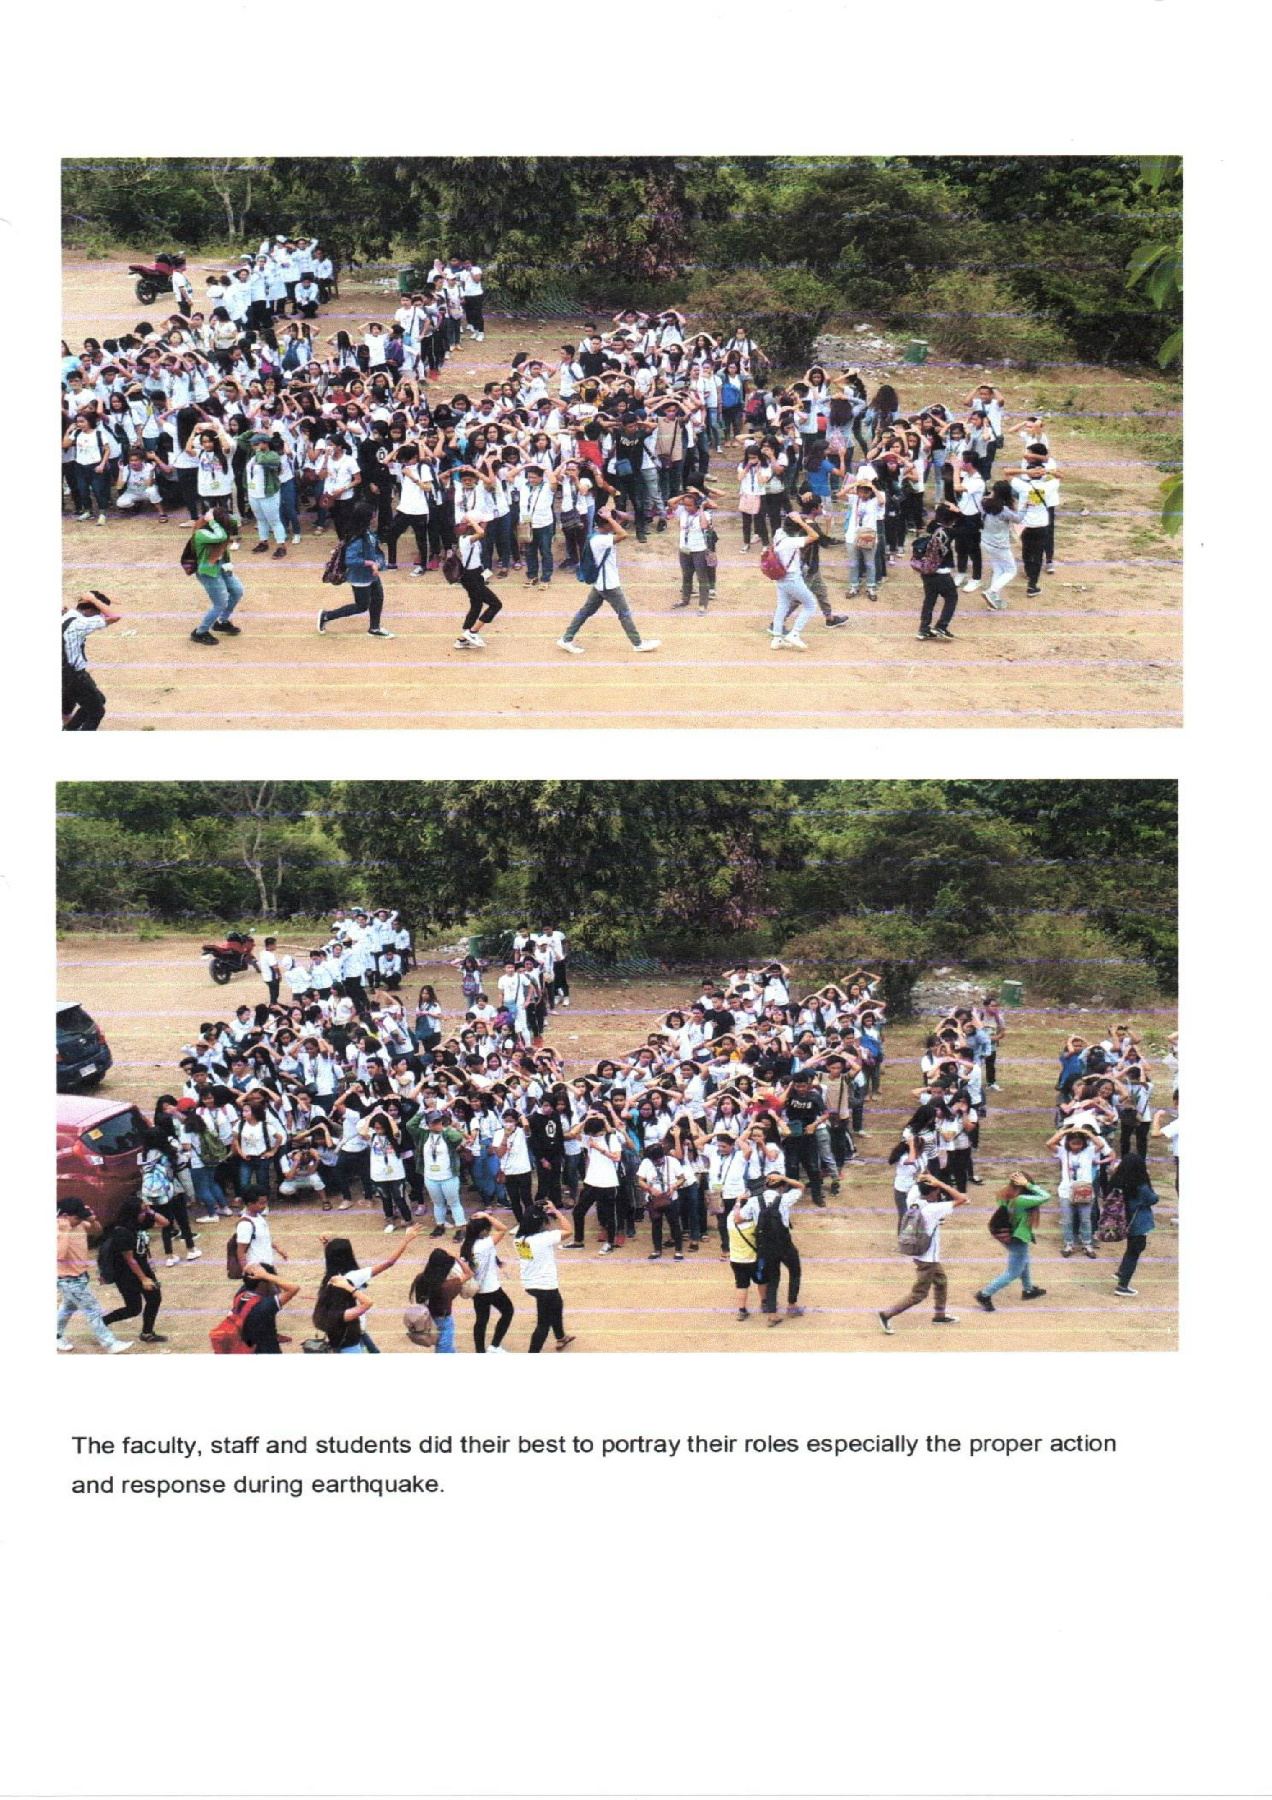 The faculty, staff and students did their best to portray their roles especially the proper action
and response during earthquake.